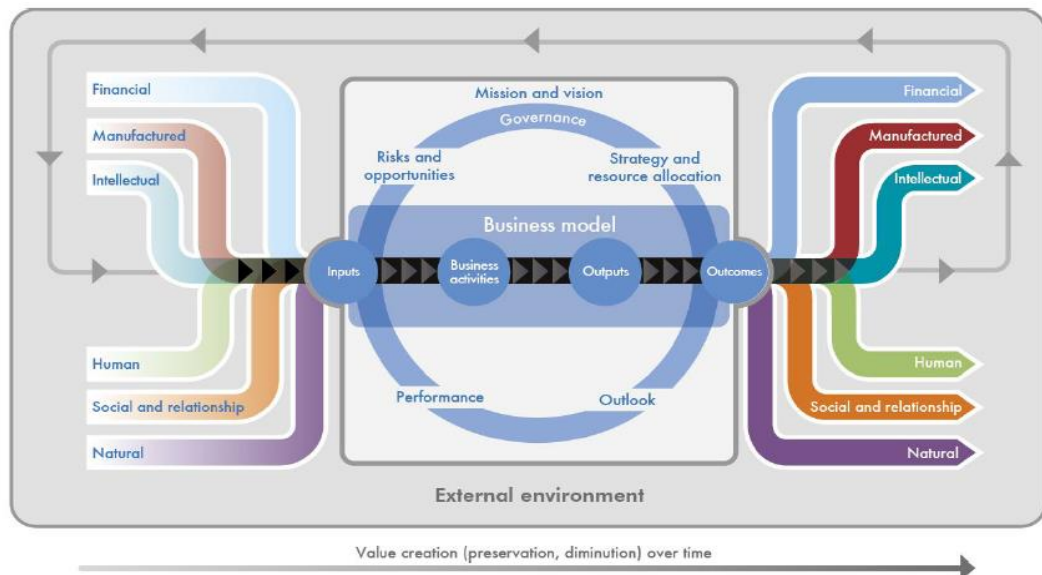 Financial
Manufactured
Intellectual
Human
Social and relationship
Natural
Mission and vision
Governance
Risks and
opportunities
Strategy and
resource allocation
Business model
Inputs
Business
activities
Outputs
Outcomes
Performance
Outlook
Financial
Manufactured
Intellectual
Human
Social and relationship
Natural
External environment
Value creation (preservation, diminution) over time